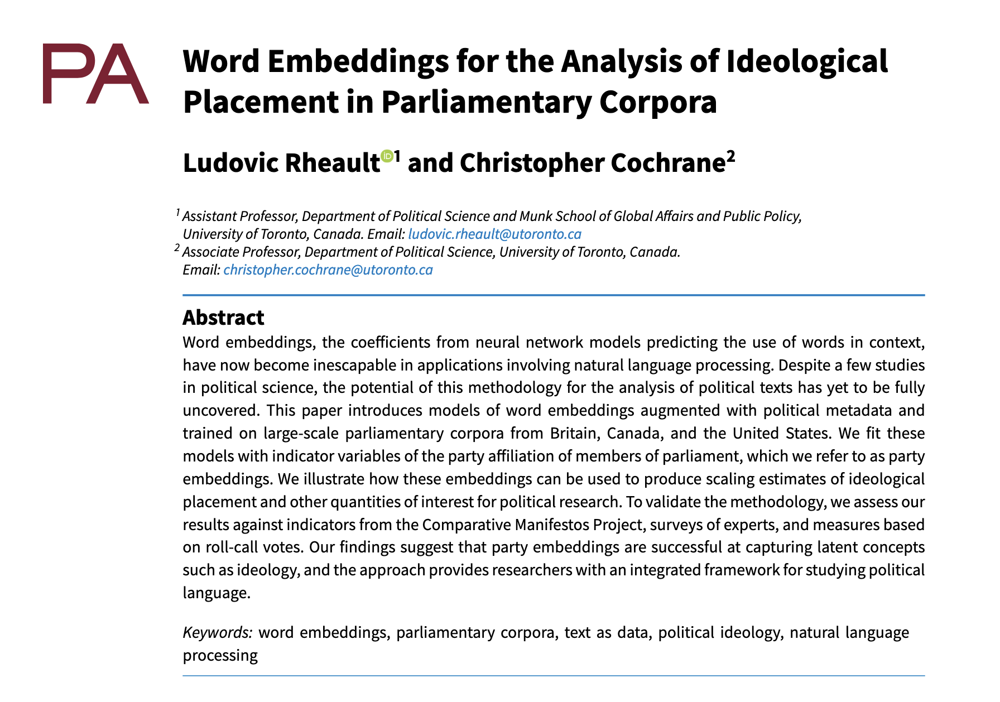 PA
Word Embeddings for the Analysis of Ideological
Placement in Parliamentary Corpora
Ludovic Rheault iD 1 and Christopher Cochrane2
1 Assistant Professor, Department of Political Science and Munk School of Global Affairs and Public Policy,
University of Toronto, Canada. Email: ludovic.rheault@utoronto.ca
2 Associate Professor, Department of Political Science, University of Toronto, Canada.
Email: christopher.cochrane@utoronto.ca
Abstract
Word embeddings, the coefficients from neural network models predicting the use of words in context,
have now become inescapable in applications involving natural language processing. Despite a few studies
in political science, the potential of this methodology for the analysis of political texts has yet to be fully
uncovered. This paper introduces models of word embeddings augmented with political metadata and
trained on large-scale parliamentary corpora from Britain, Canada, and the United States. We fit these
models with indicator variables of the party affiliation of members of parliament, which we refer to as party
embeddings. We illustrate how these embeddings can be used to produce scaling estimates of ideological
placement and other quantities of interest for political research. To validate the methodology, we assess our
results against indicators from the Comparative Manifestos Project, surveys of experts, and measures based
on roll-call votes. Our findings suggest that party embeddings are successful at capturing latent concepts
such as ideology, and the approach provides researchers with an integrated framework for studying political
language.
Keywords: word embeddings, parliamentary corpora, text as data, political ideology, natural language
processing